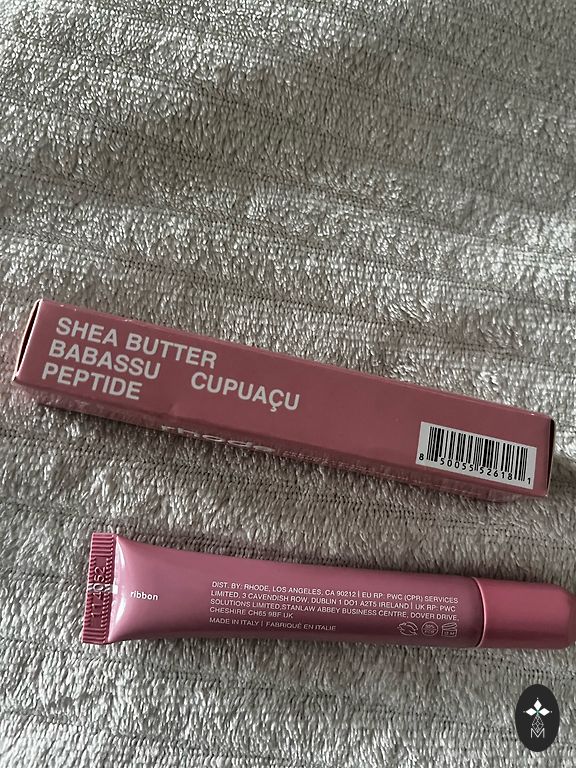 SHEA BUTTER
BABASSU CUPUAÇU
PEPTIDE
rhode
8 50055 52618 1
ribbon
DIST. BY: RHODE, LOS ANGELES, CA 90212 | EU RP: PWC (CPR) SERVICES
LIMITED, 3 CAVENDISH ROW, DUBLIN 1 D01 A2T5 IRELAND | UK RP: PWC
SOLUTIONS LIMITED,STANLAW ABBEY BUSINESS CENTRE, DOVER DRIVE,
CHESHIRE CH65 9BF UK
MADE IN ITALY | FABRIQUÉ EN ITALIE